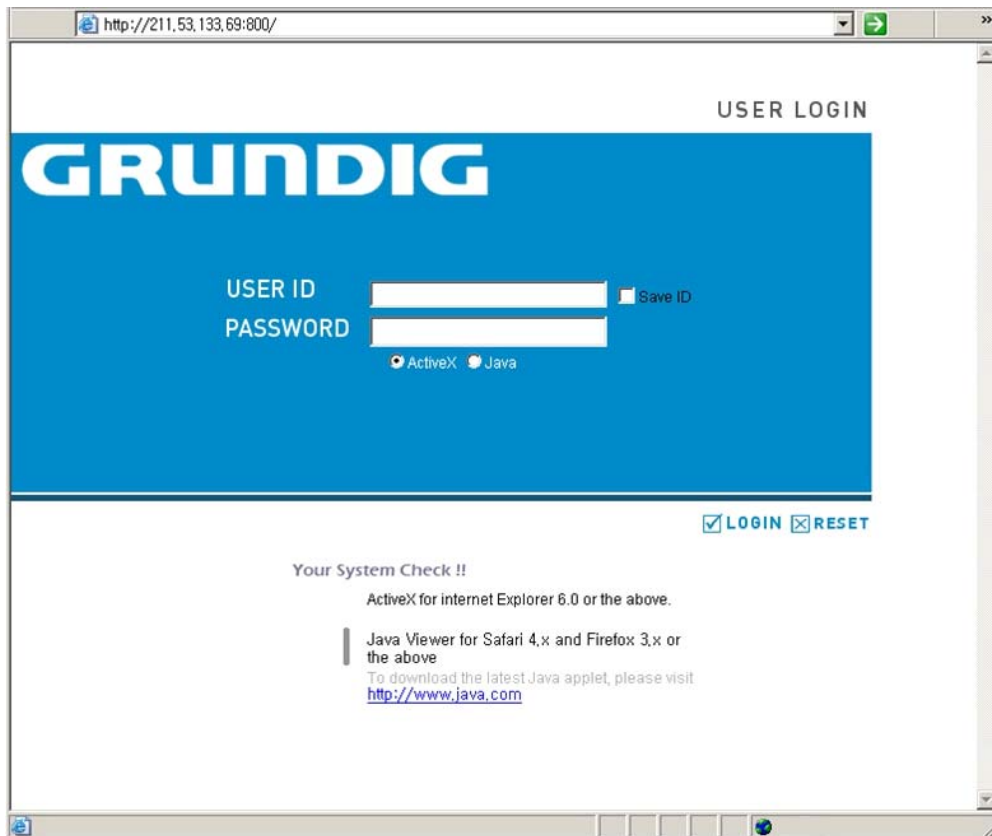 http://211,53,133,69:800/
»
USER LOGIN
GRUNDIG
USER ID
Save ID
PASSWORD
ActiveX Java
LOGIN RESET
Your System Check !!
ActiveX for internet Explorer 6.0 or the above.
Java Viewer for Safari 4,x and Firefox 3,x or
the above
To download the latest Java applet, please visit
http://www,java,com